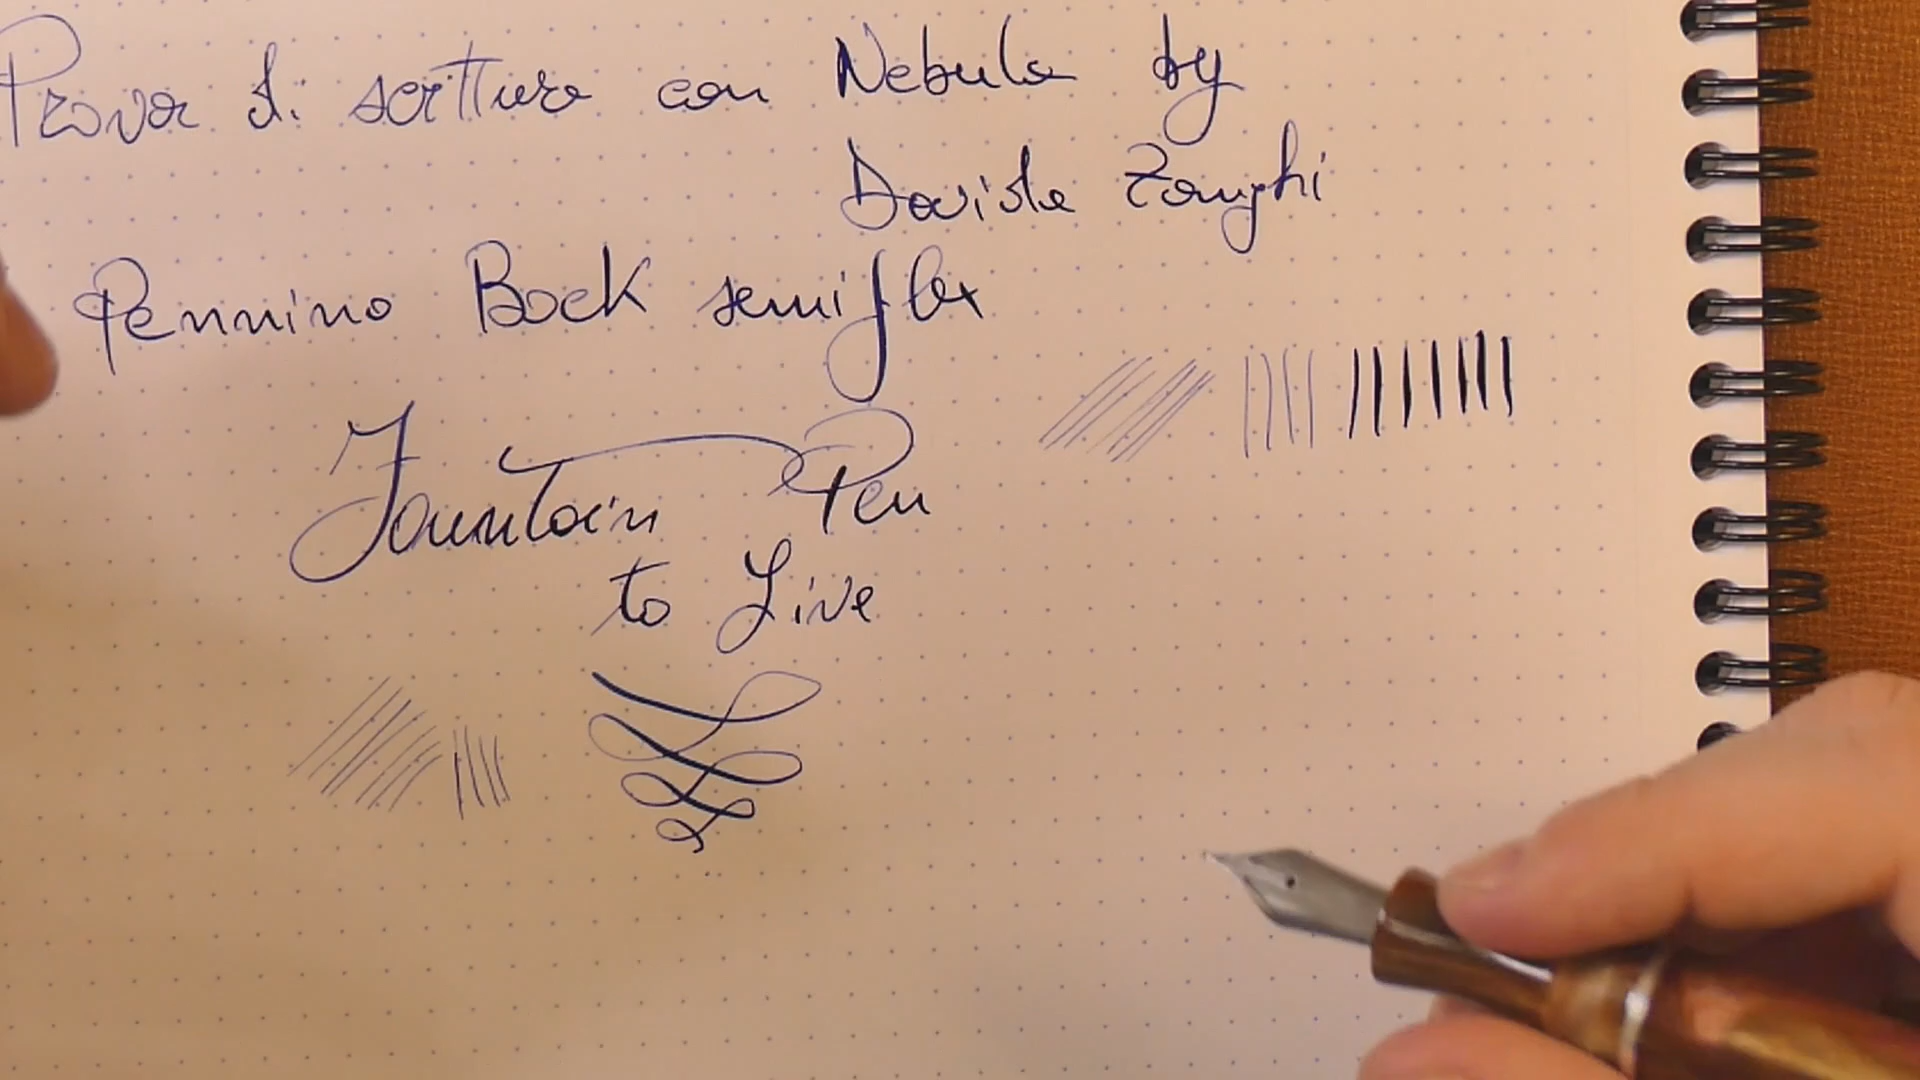 Prova di scrittura con Nebula by
Davide Zanghi
Pennino Bock semiflex
Fountain Pen
to Live